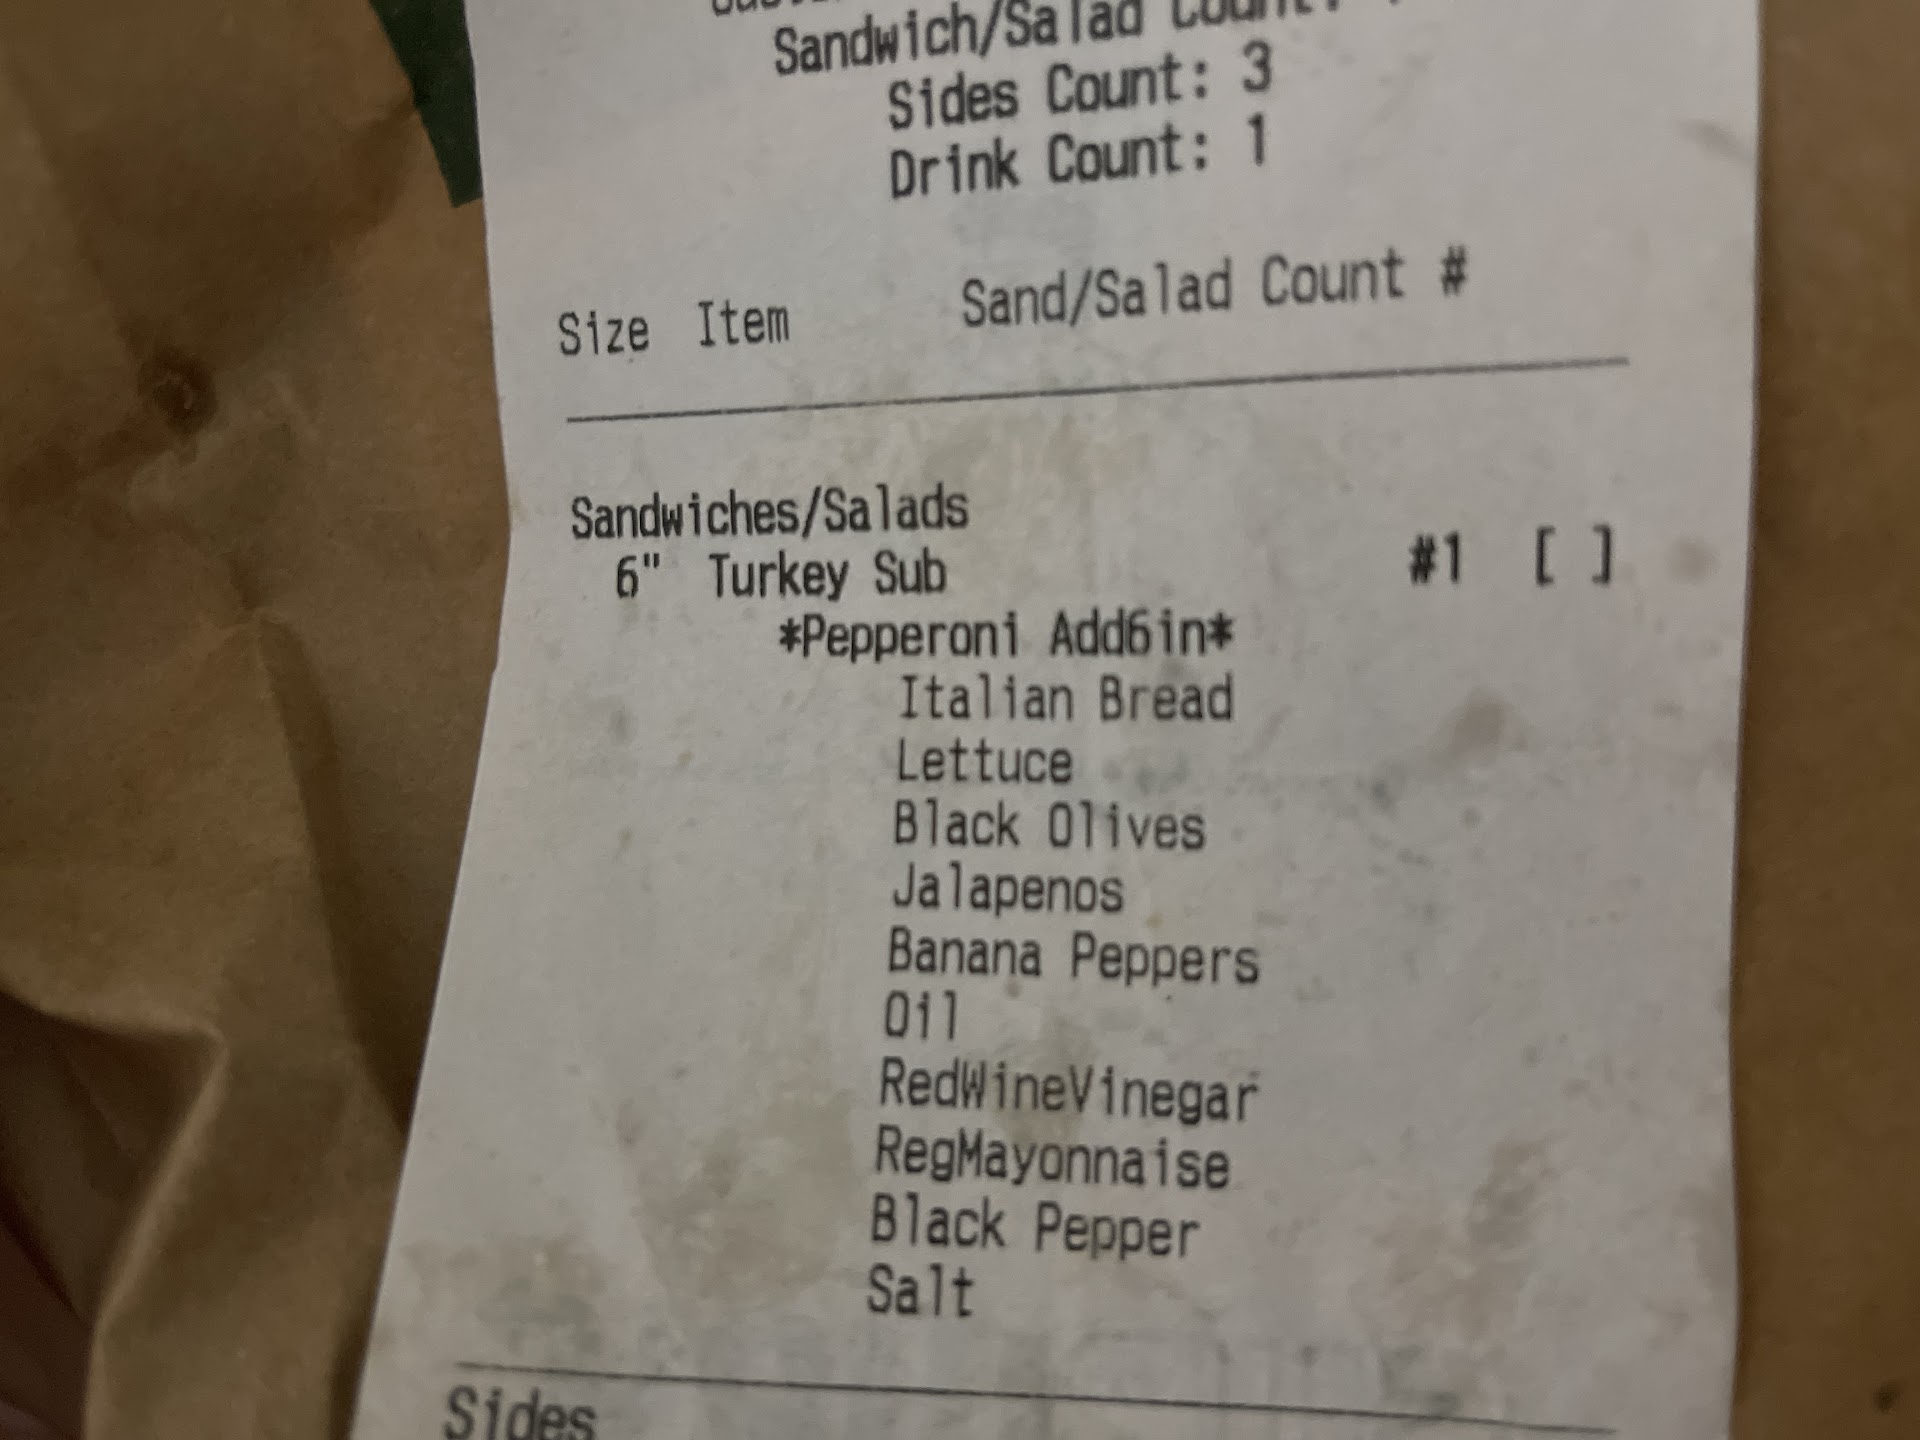 Sandwich/Salad Count:
Sides Count: 3
Drink Count: 1
Size Item Sand/Salad Count #
Sandwiches/Salads
6" Turkey Sub #1 [ ]
*Pepperoni Add6in*
Italian Bread
Lettuce
Black Olives
Jalapenos
Banana Peppers
Oil
RedWineVinegar
RegMayonnaise
Black Pepper
Salt
Sides